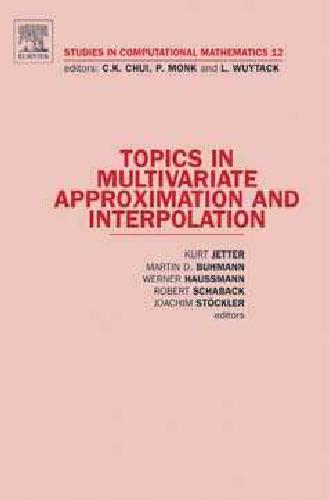 ELSEVIER
STUDIES IN COMPUTATIONAL MATHEMATICS 12
editors: C.K. CHUI, P. MONK and L. WUYTACK
TOPICS IN
MULTIVARIATE
APPROXIMATION AND
INTERPOLATION
KURT JETTER
MARTIN D. BUHMANN
WERNER HAUSSMANN
ROBERT SCHABACK
JOACHIM STÖCKLER
editors